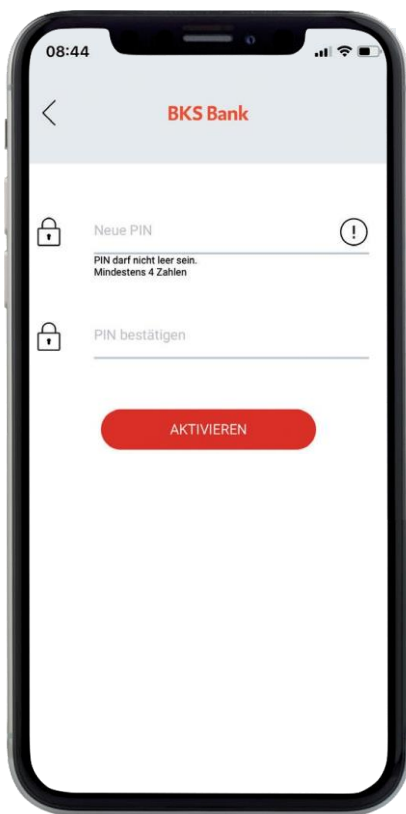 08:44
BKS Bank
Neue PIN
PIN darf nicht leer sein.
Mindestens 4 Zahlen
PIN bestätigen
AKTIVIEREN